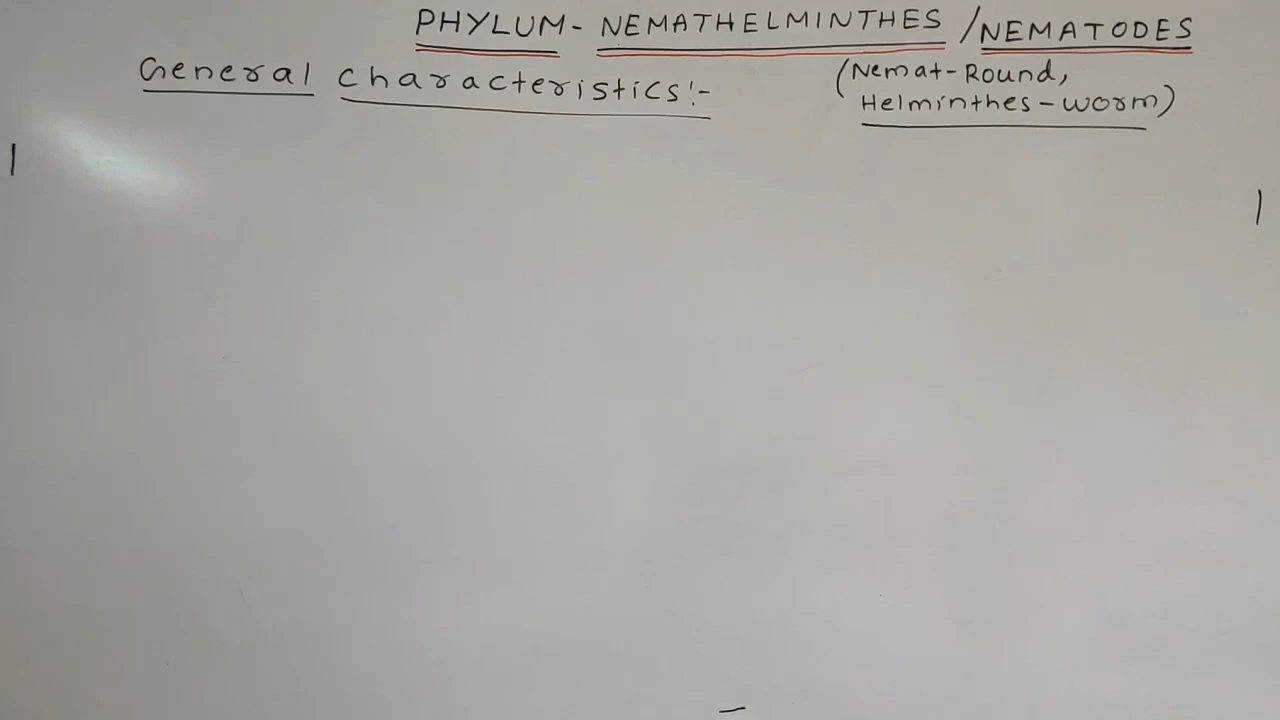 PHYLUM- NEMATHELMINTHES /NEMATODES
General characteristics:-
(Nemat-Round,
Helminthes-worm)